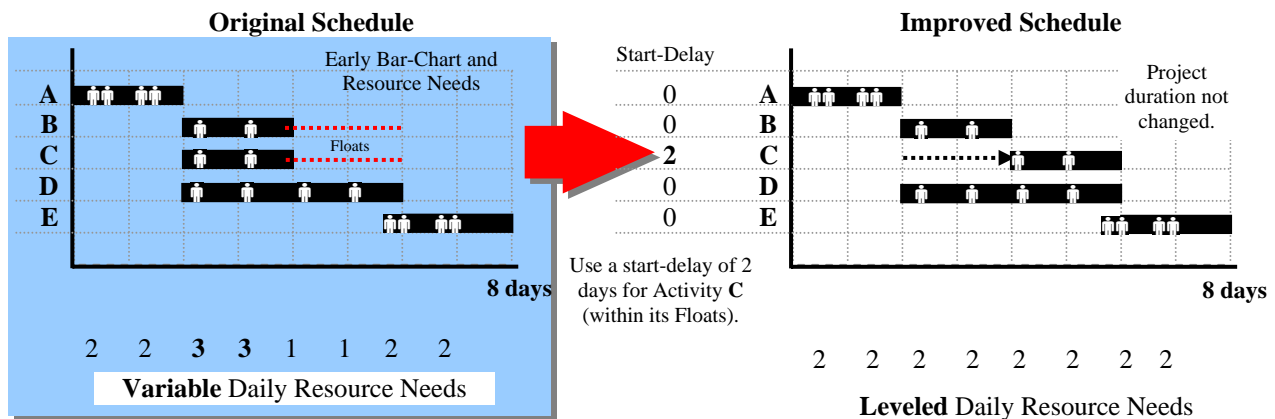 Original Schedule
Early Bar-Chart and
Resource Needs
A
B
C
D
E
Floats
8 days
2 2 3 3 1 1 2 2
Variable Daily Resource Needs
Start-Delay
0
0
2
0
0
Use a start-delay of 2
days for Activity C
(within its Floats).
Improved Schedule
Project
duration not
changed.
A
B
C
D
E
8 days
2 2 2 2 2 2 2 2
Leveled Daily Resource Needs